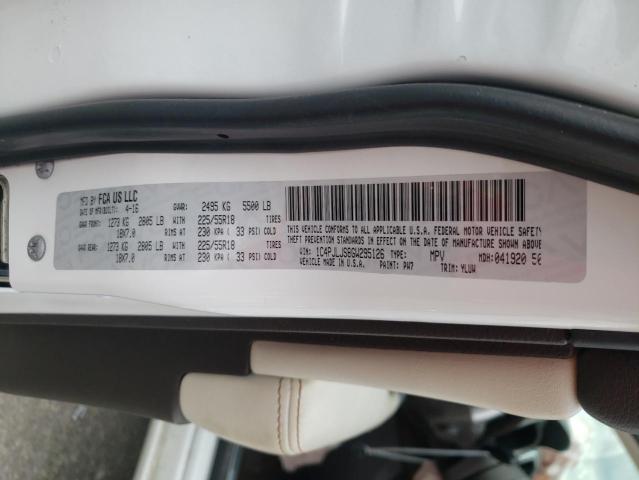 MFD BY FCA US LLC
DATE OF MFR(BUILT): 4-16 GVWR: 2495 KG 5500 LB
GAWR FRONT: 1273 KG 2805 LB WITH 225/55R18 TIRES
18X7.0 RIMS AT 230 KPA ( 33 PSI) COLD
GAWR REAR: 1273 KG 2805 LB WITH 225/55R18 TIRES
18X7.0 RIMS AT 230 KPA ( 33 PSI) COLD
THIS VEHICLE CONFORMS TO ALL APPLICABLE U.S.A. FEDERAL MOTOR VEHICLE SAFETY
THEFT PREVENTION STANDARDS IN EFFECT ON THE DATE OF MANUFACTURE SHOWN ABOVE
VIN: TYPE: MPV MDH: 041920
VEHICLE MADE IN U.S.A. PAINT: PW7 TRIM: YLUW